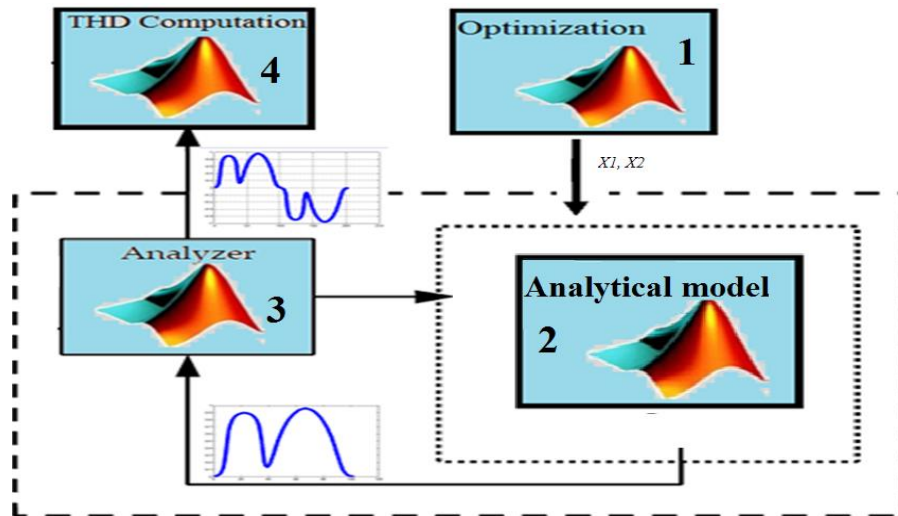 THD Computation
4
Optimization
1
X1, X2
Analyzer
3
Analytical model
2